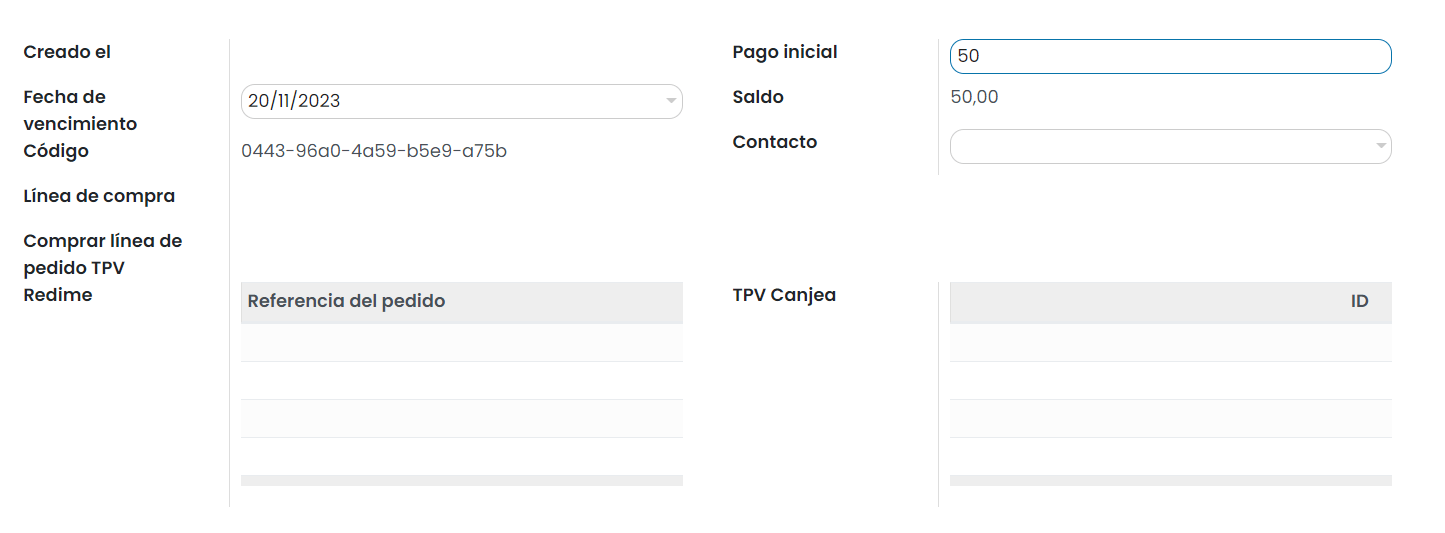 Creado el
Fecha de
vencimiento
20/11/2023
Código
0443-96a0-4a59-b5e9-a75b
Línea de compra
Comprar línea de
pedido TPV
Redime
Referencia del pedido
Pago inicial
50
Saldo
50,00
Contacto
TPV Canjea
ID